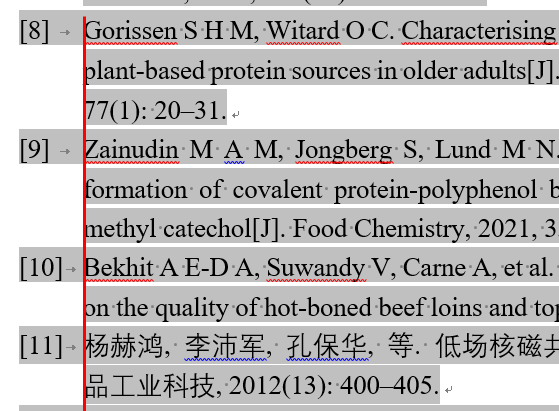 [8] Gorissen S H M, Witard O C. Characterising
plant-based protein sources in older adults[J].
77(1): 20–31.
[9] Zainudin M A M, Jongberg S, Lund M N.
formation of covalent protein-polyphenol b
methyl catechol[J]. Food Chemistry, 2021, 3
[10] Bekhit A E-D A, Suwandy V, Carne A, et al.
on the quality of hot-boned beef loins and to
[11] 杨赫鸿, 李沛军, 孔保华, 等. 低场核磁共
品工业科技, 2012(13): 400–405.